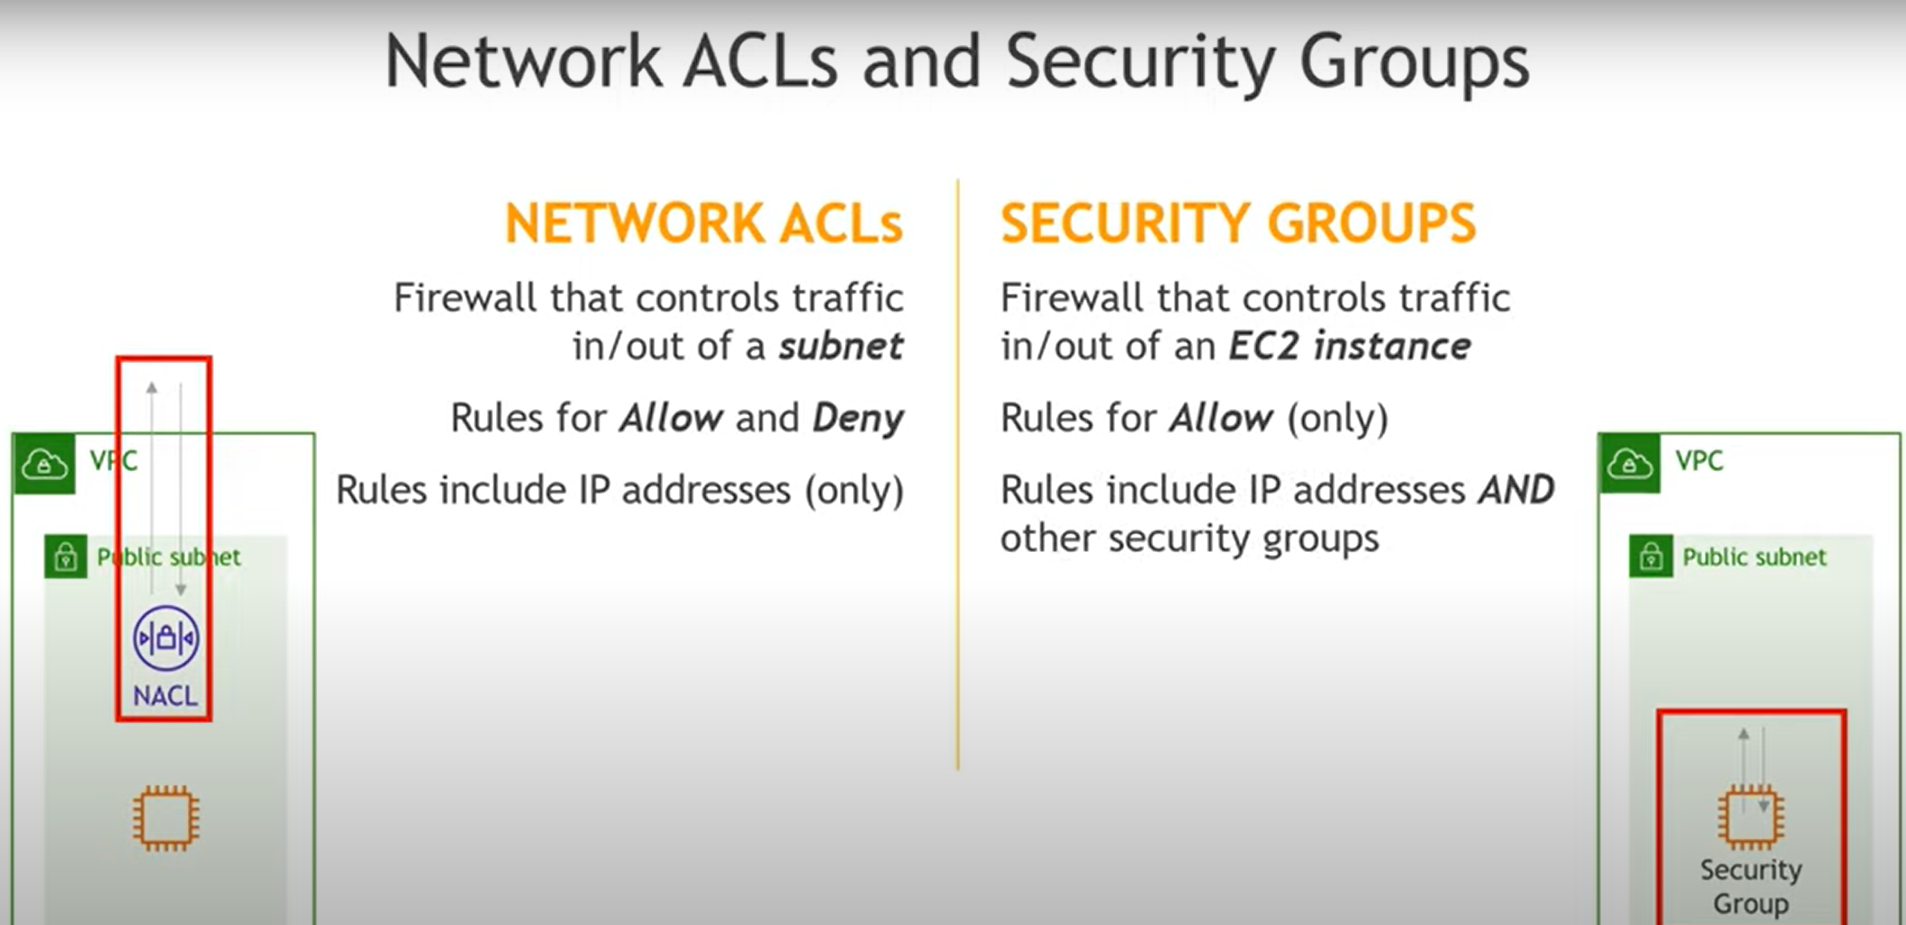 Network ACLs and Security Groups
NETWORK ACLs
Firewall that controls traffic
in/out of a subnet
Rules for Allow and Deny
Rules include IP addresses (only)
SECURITY GROUPS
Firewall that controls traffic
in/out of an EC2 instance
Rules for Allow (only)
Rules include IP addresses AND
other security groups
VPC
Public subnet
NACL
VPC
Public subnet
Security
Group